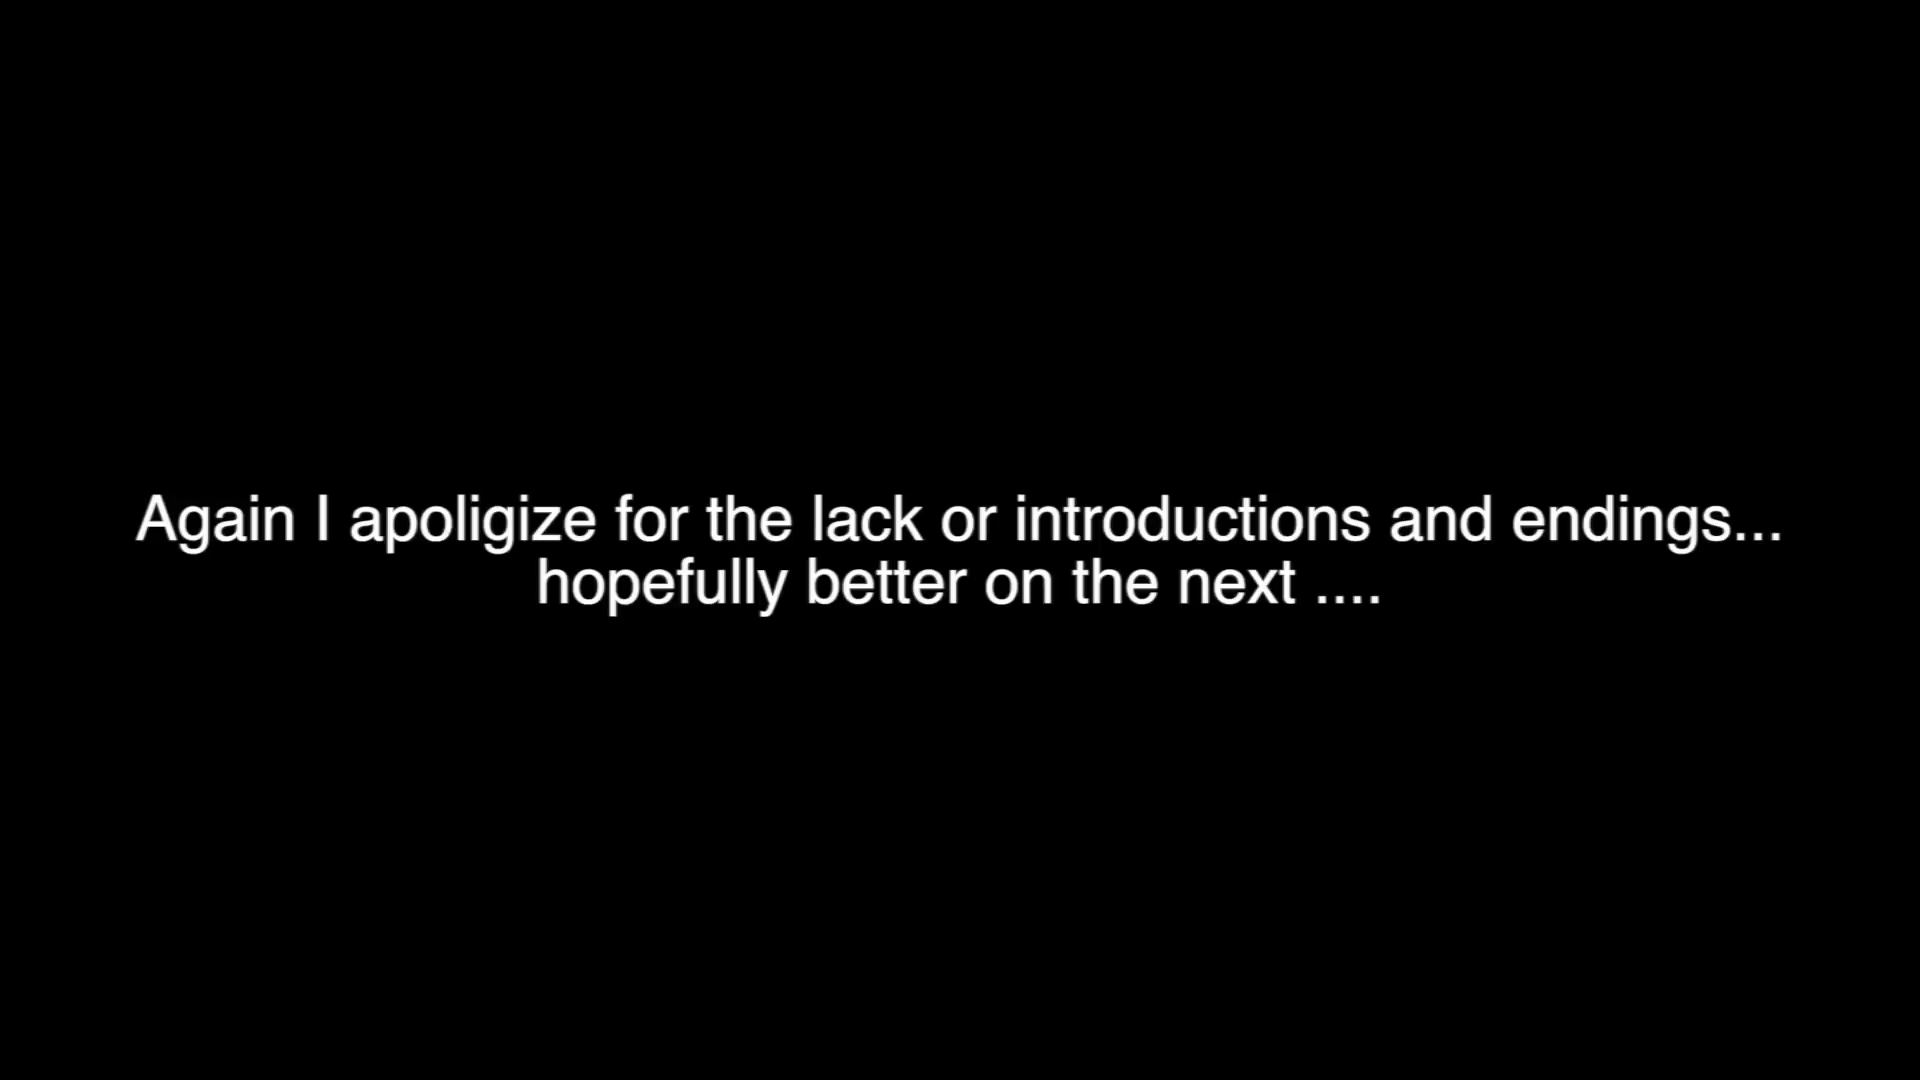 Again I apoligize for the lack or introductions and endings...
hopefully better on the next ....